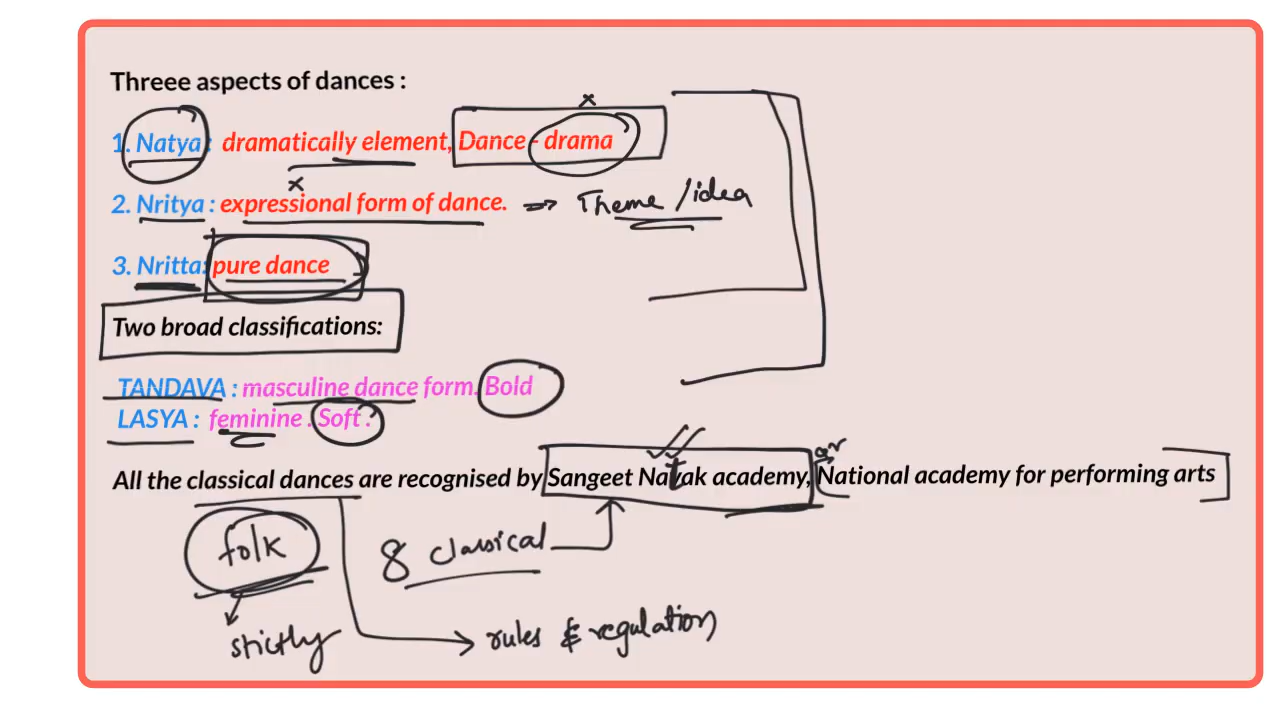 Threee aspects of dances :
x
1. Natya : dramatically element, Dance - drama
x
2. Nritya : expressional form of dance. => Theme / idea
3. Nritta: pure dance
Two broad classifications:
TANDAVA : masculine dance form. Bold
LASYA : feminine . Soft .
or
All the classical dances are recognised by Sangeet Natak academy, National academy for performing arts
folk
8 classical
strictly
rules & regulation